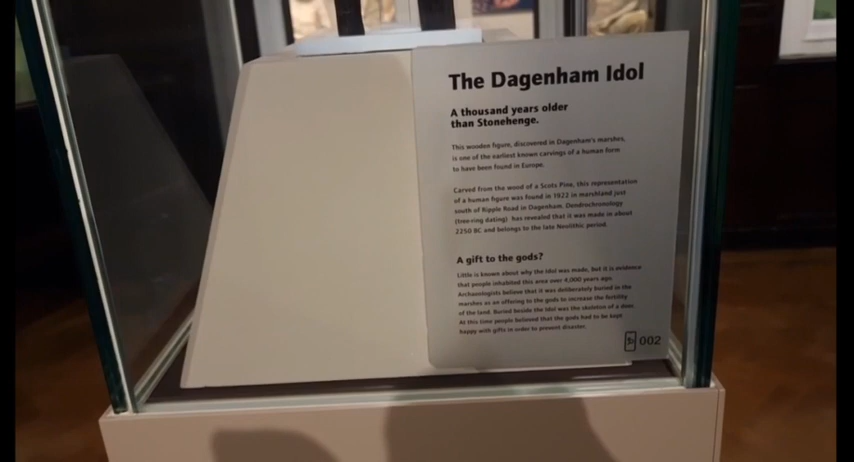 The Dagenham Idol
A thousand years older
than Stonehenge.
This wooden figure, discovered in Dagenham's marshes,
is one of the earliest known carvings of a human form
to have been found in Europe.
Carved from the wood of a Scots Pine, this representation
of a human figure was found in 1922 in marshland just
south of Ripple Road in Dagenham. Dendrochronology
(tree-ring dating) has revealed that it was made in about
2250 BC and belongs to the late Neolithic period.
A gift to the gods?
Little is known about why the Idol was made, but it is evidence
that people inhabited this area over 4,000 years ago.
Archaeologists believe that it was deliberately buried in the
marshes as an offering to the gods to increase the fertility
of the land. Buried beside the Idol was the skeleton of a deer.
At this time people believed that the gods had to be kept
happy with gifts in order to prevent disaster.
002